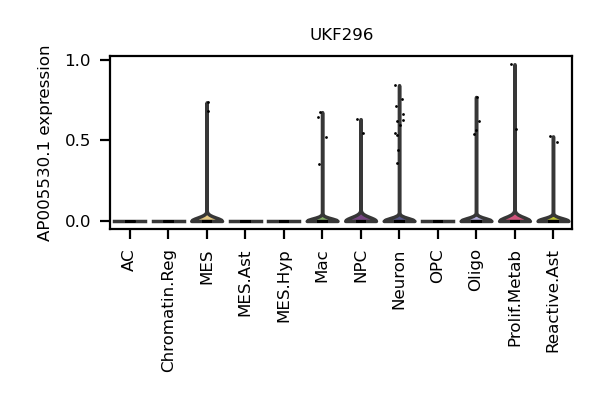 UKF296
AP005530.1 expression
1.0
0.5
0.0
AC
Chromatin.Reg
MES
MES.Ast
MES.Hyp
Mac
NPC
Neuron
OPC
Oligo
Prolif.Metab
Reactive.Ast